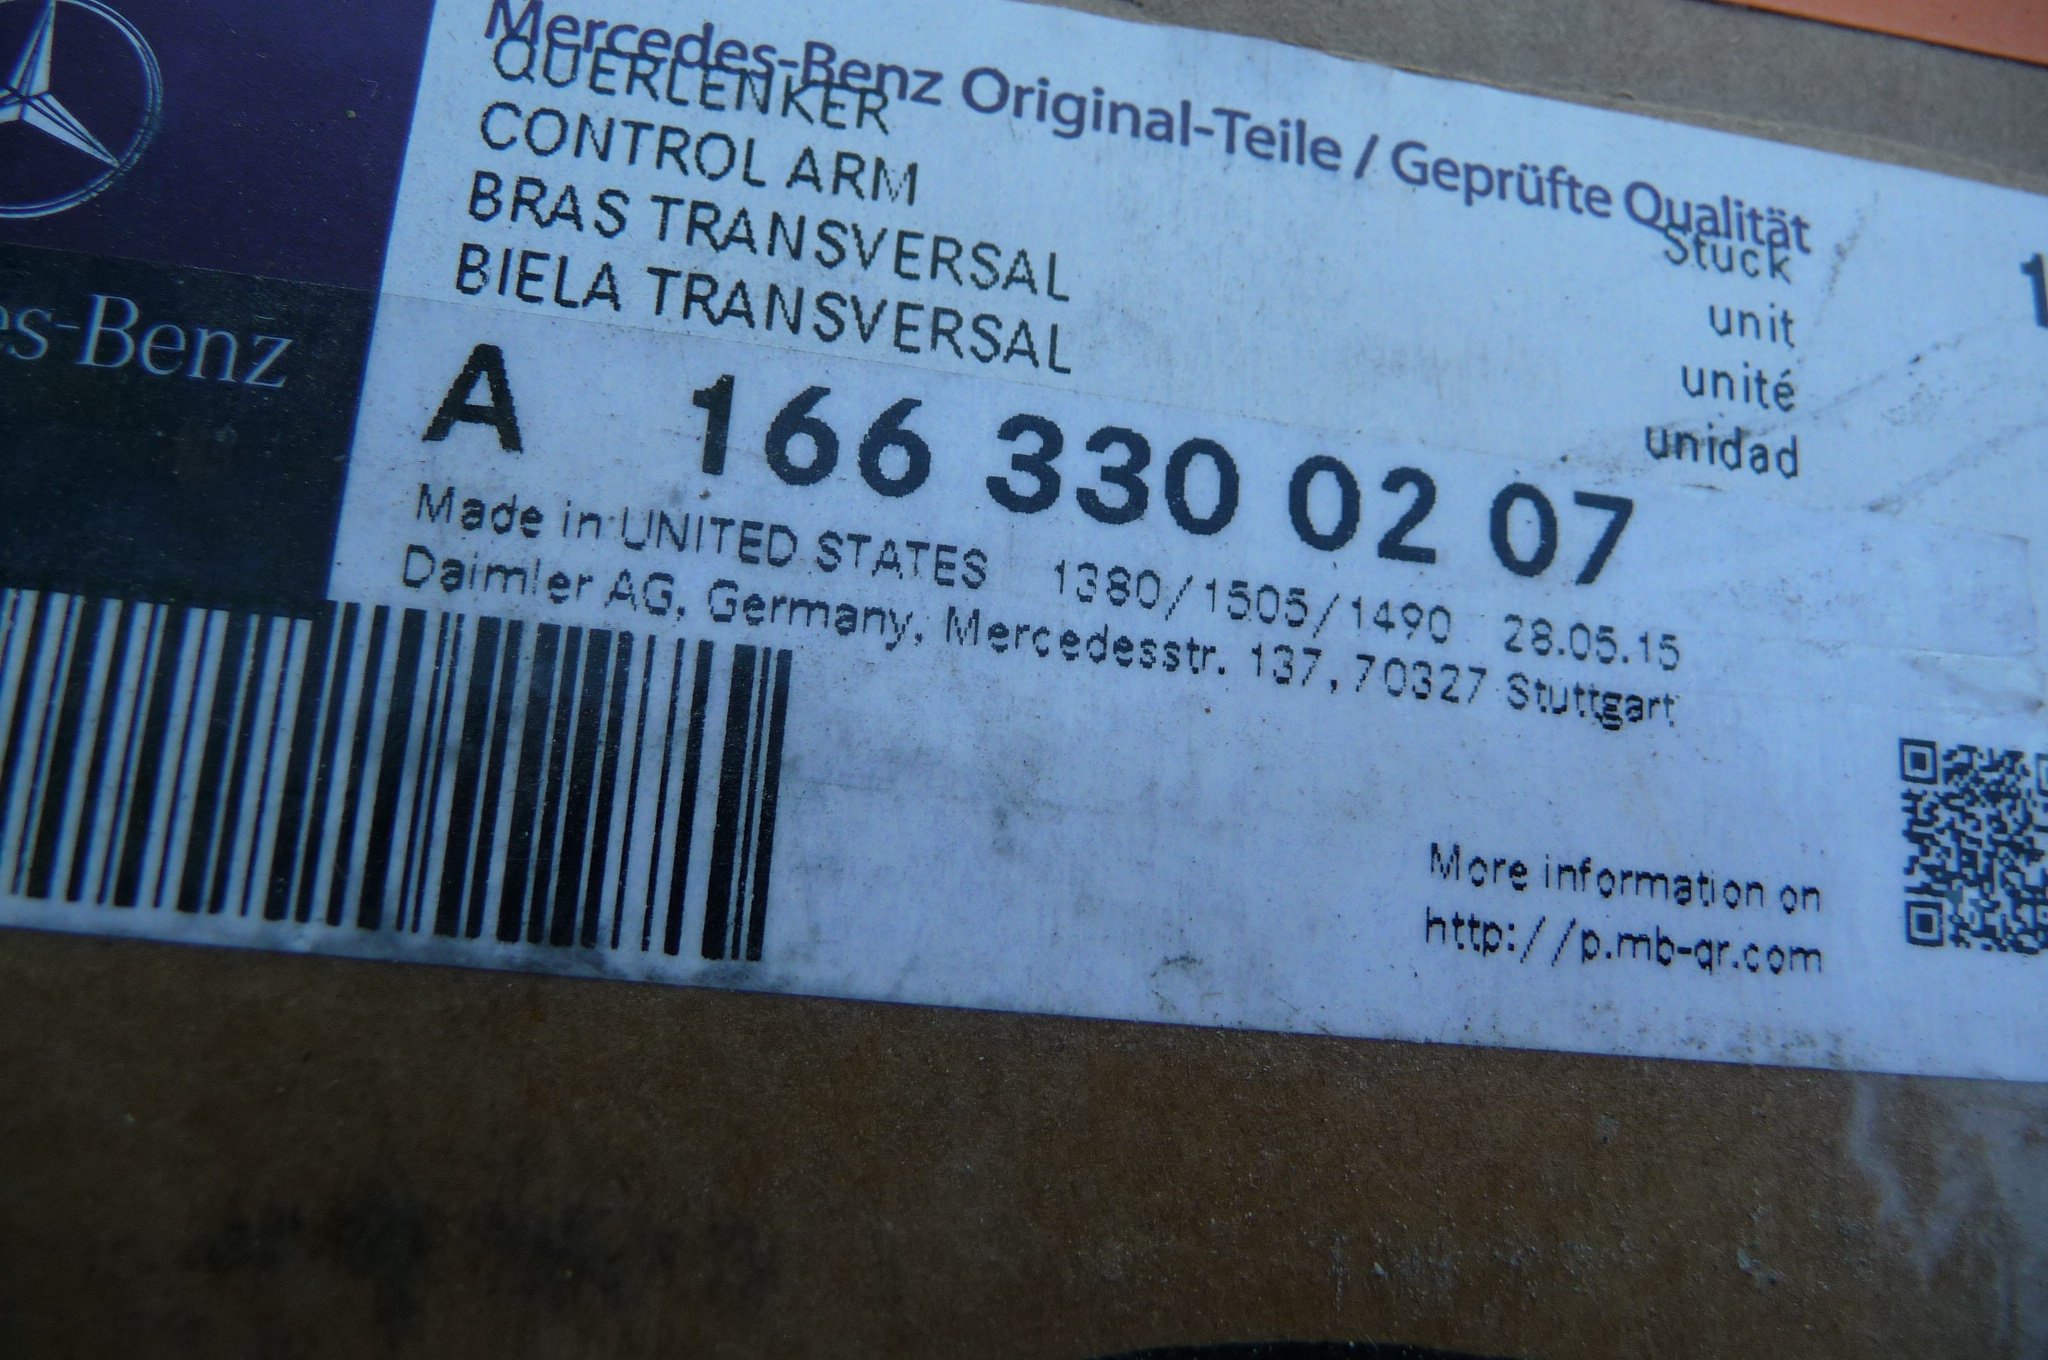 Mercedes-Benz Original-Teile / Geprüfte Qualität
QUERLENKER
CONTROL ARM
BRAS TRANSVERSAL
BIELA TRANSVERSAL
Stück 1
unit
unité
unidad
es-Benz
A 166 330 02 07
Made in UNITED STATES 1380/1505/1490 28.05.15
Daimler AG, Germany, Mercedesstr. 137, 70327 Stuttgart
More information on
http://p.mb-qr.com